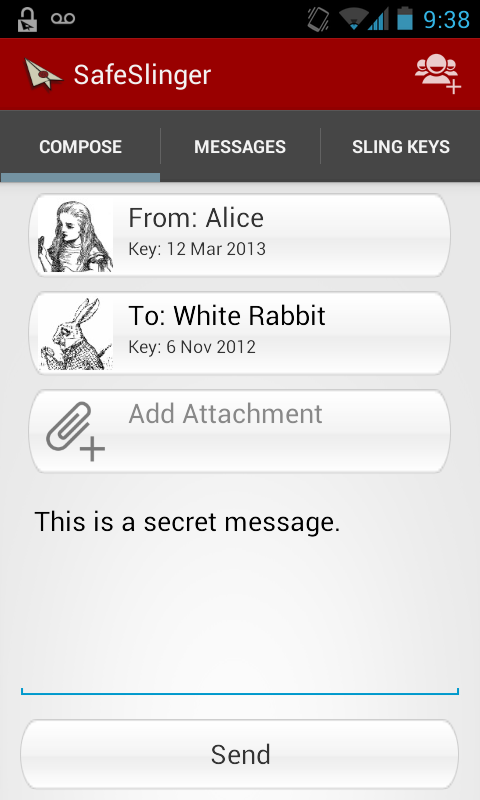 9:38
SafeSlinger
COMPOSE MESSAGES SLING KEYS
From: Alice
Key: 12 Mar 2013
To: White Rabbit
Key: 6 Nov 2012
Add Attachment
This is a secret message.
Send